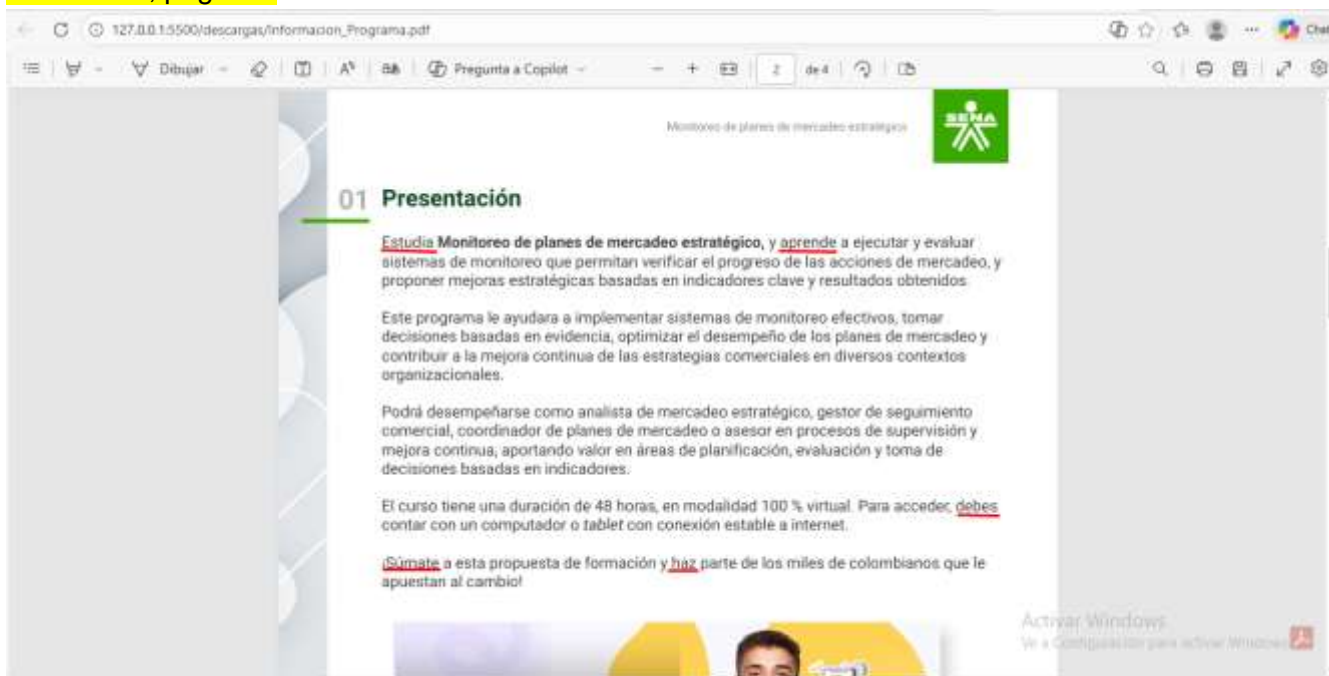 127.0.0.1:5500/descargas/Informacion_Programa.pdf
Dibujar
Pregunta a Copilot
2 de 4
Monitoreo de planes de mercadeo estratégico
SENA
01 Presentación
Estudia Monitoreo de planes de mercadeo estratégico, y aprende a ejecutar y evaluar
sistemas de monitoreo que permitan verificar el progreso de las acciones de mercadeo, y
proponer mejoras estratégicas basadas en indicadores clave y resultados obtenidos.
Este programa le ayudara a implementar sistemas de monitoreo efectivos, tomar
decisiones basadas en evidencia, optimizar el desempeño de los planes de mercadeo y
contribuir a la mejora continua de las estrategias comerciales en diversos contextos
organizacionales.
Podrá desempeñarse como analista de mercadeo estratégico, gestor de seguimiento
comercial, coordinador de planes de mercadeo o asesor en procesos de supervisión y
mejora continua, aportando valor en áreas de planificación, evaluación y toma de
decisiones basadas en indicadores.
El curso tiene una duración de 48 horas, en modalidad 100 % virtual. Para acceder, debes
contar con un computador o tablet con conexión estable a internet.
¡Súmate a esta propuesta de formación y haz parte de los miles de colombianos que le
apuestan al cambio!
Activar Windows
Ve a Configuración para activar Windows